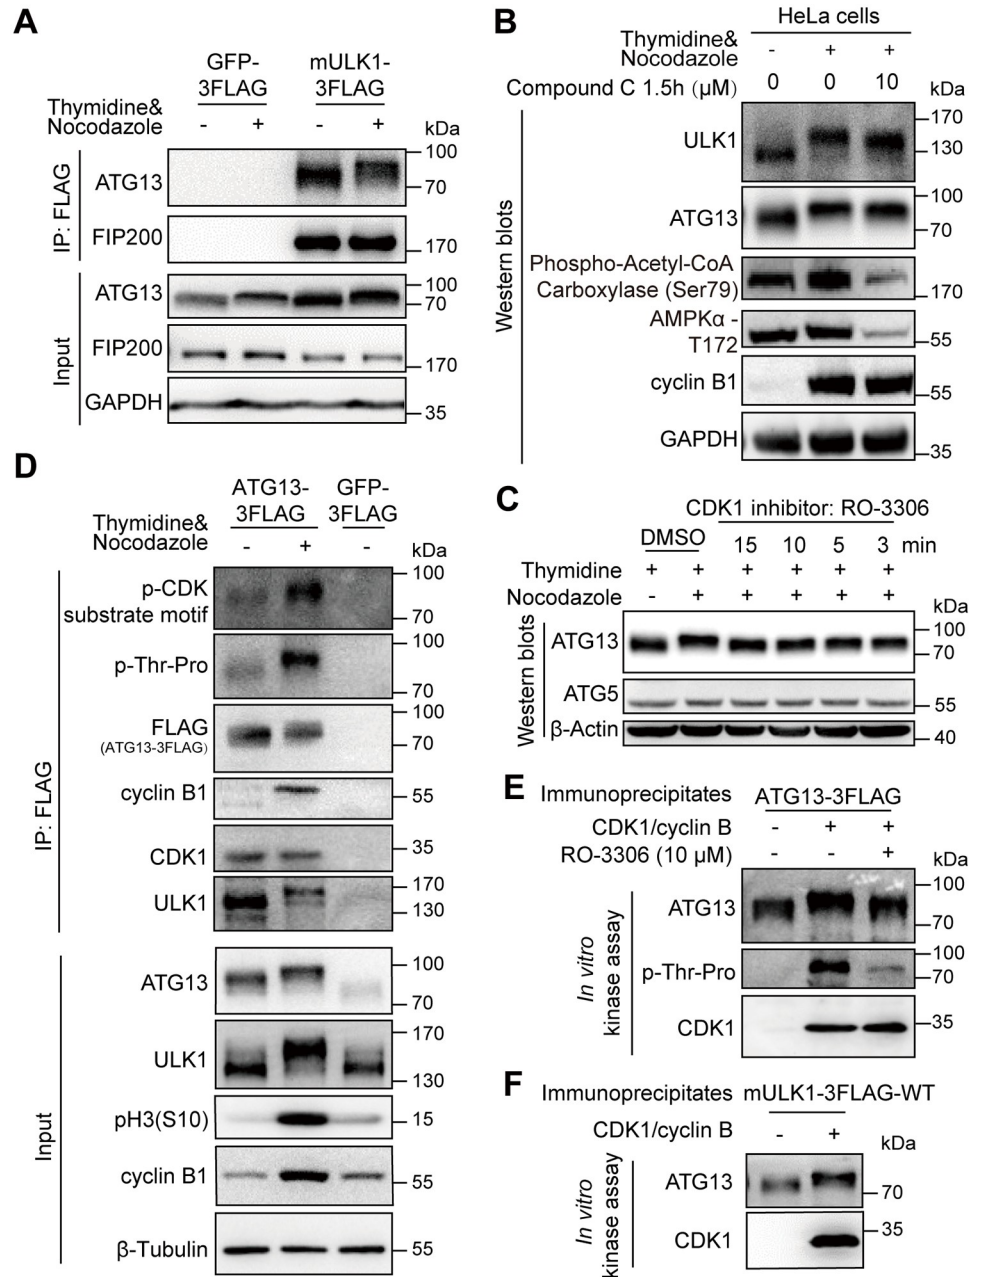 A
GFP-
3FLAG
mULK1-
3FLAG
Thymidine&
Nocodazole
- + - +
kDa
IP: FLAG
ATG13
100
70
FIP200
170
Input
ATG13
100
70
FIP200
170
GAPDH
35
B
HeLa cells
Thymidine&
Nocodazole
- + +
Compound C 1.5h (μM)
0 0 10
kDa
Western blots
ULK1
170
130
ATG13
100
70
Phospho-Acetyl-CoA
Carboxylase (Ser79)
170
AMPKα -
T172
55
cyclin B1
55
GAPDH
35
C
CDK1 inhibitor: RO-3306
DMSO
15 10 5 3 min
Thymidine + + + + + +
Nocodazole - + + + + +
kDa
Western blots
ATG13
100
70
ATG5
55
β-Actin
40
D
ATG13-
3FLAG
GFP-
3FLAG
Thymidine&
Nocodazole
- + -
kDa
IP: FLAG
p-CDK
substrate motif
100
70
p-Thr-Pro
100
70
FLAG
(ATG13-3FLAG)
100
70
cyclin B1
55
CDK1
35
ULK1
170
130
Input
ATG13
100
70
ULK1
170
130
pH3(S10)
15
cyclin B1
55
β-Tubulin
55
E
Immunoprecipitates ATG13-3FLAG
CDK1/cyclin B - + +
RO-3306 (10 μM) - - +
kDa
In vitro
kinase assay
ATG13
100
70
p-Thr-Pro
100
70
CDK1
35
F
Immunoprecipitates mULK1-3FLAG-WT
CDK1/cyclin B - +
kDa
In vitro
kinase assay
ATG13
70
CDK1
35